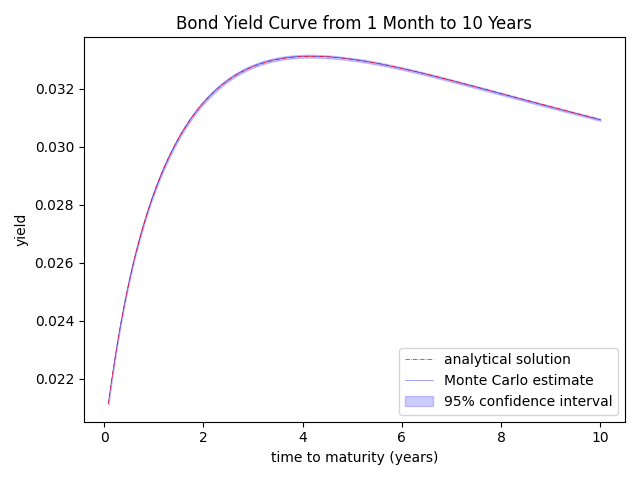 Bond Yield Curve from 1 Month to 10 Years
0.032
0.030
0.028
0.026
0.024
0.022
yield
analytical solution
Monte Carlo estimate
95% confidence interval
0 2 4 6 8 10
time to maturity (years)